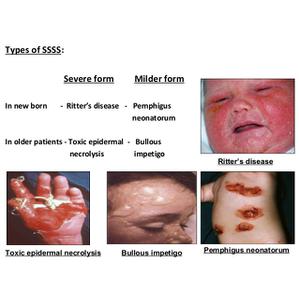 Types of SSSS:
Severe form Milder form
In new born - Ritter's disease - Pemphigus
neonatorum
In older patients - Toxic epidermal - Bullous
necrolysis impetigo
Ritter's disease
Toxic epidermal necrolysis Bullous impetigo Pemphigus neonatorum